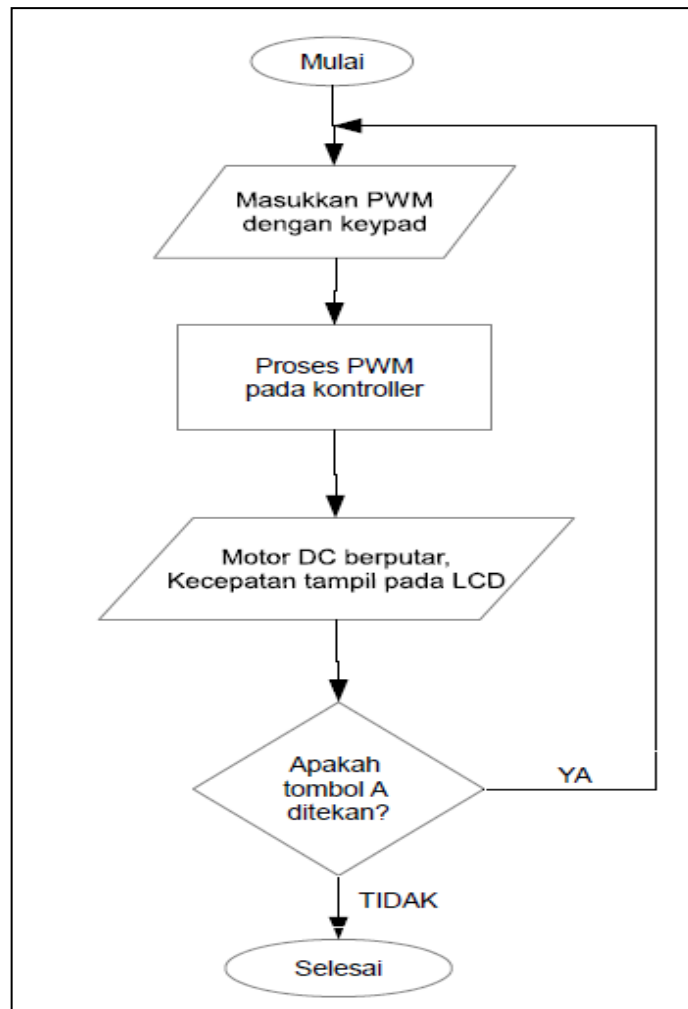 Mulai
Masukkan PWM
dengan keypad
Proses PWM
pada kontroller
Motor DC berputar,
Kecepatan tampil pada LCD
Apakah
tombol A
ditekan?
YA
TIDAK
Selesai